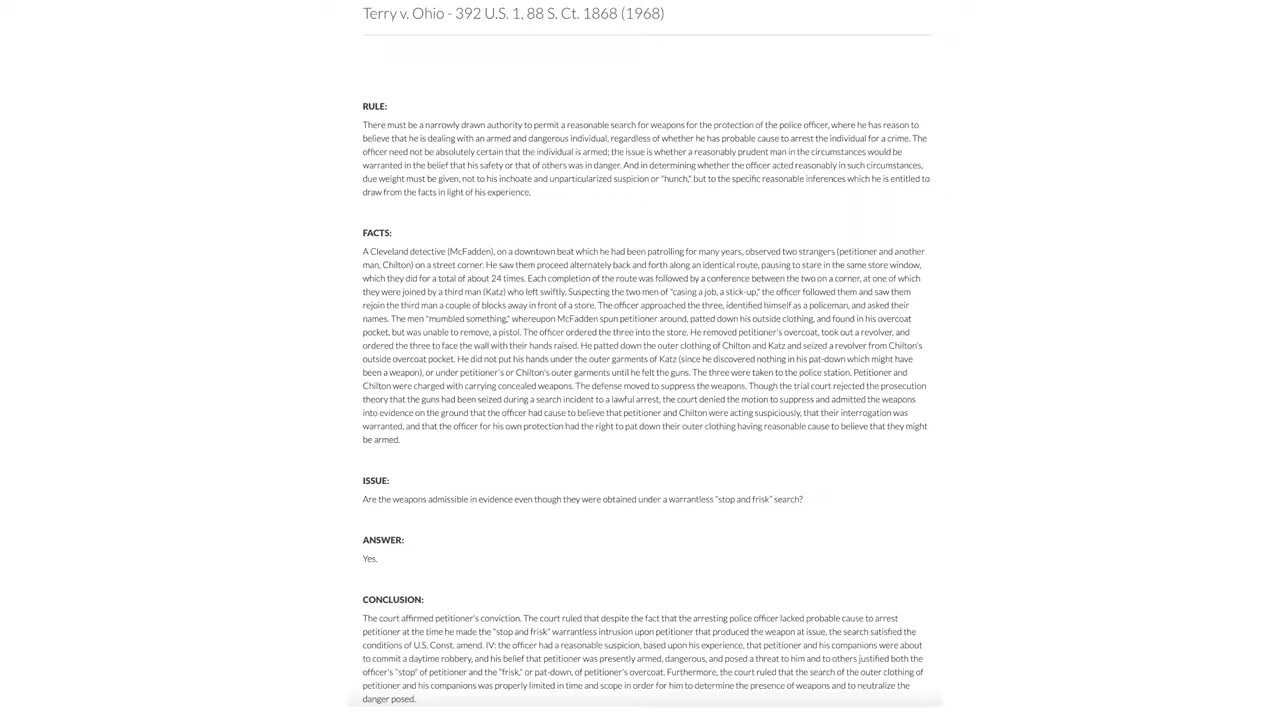 Terry v. Ohio - 392 U.S. 1, 88 S. Ct. 1868 (1968)
RULE:
There must be a narrowly drawn authority to permit a reasonable search for weapons for the protection of the police officer, where he has reason to
believe that he is dealing with an armed and dangerous individual, regardless of whether he has probable cause to arrest the individual for a crime. The
officer need not be absolutely certain that the individual is armed; the issue is whether a reasonably prudent man in the circumstances would be
warranted in the belief that his safety or that of others was in danger. And in determining whether the officer acted reasonably in such circumstances,
due weight must be given, not to his inchoate and unparticularized suspicion or "hunch," but to the specific reasonable inferences which he is entitled to
draw from the facts in light of his experience.
FACTS:
A Cleveland detective (McFadden), on a downtown beat which he had been patrolling for many years, observed two strangers (petitioner and another
man, Chilton) on a street corner. He saw them proceed alternately back and forth along an identical route, pausing to stare in the same store window,
which they did for a total of about 24 times. Each completion of the route was followed by a conference between the two on a corner, at one of which
they were joined by a third man (Katz) who left swiftly. Suspecting the two men of "casing a job, a stick-up," the officer followed them and saw them
rejoin the third man a couple of blocks away in front of a store. The officer approached the three, identified himself as a policeman, and asked their
names. The men "mumbled something," whereupon McFadden spun petitioner around, patted down his outside clothing, and found in his overcoat
pocket, but was unable to remove, a pistol. The officer ordered the three into the store. He removed petitioner's overcoat, took out a revolver, and
ordered the three to face the wall with their hands raised. He patted down the outer clothing of Chilton and Katz and seized a revolver from Chilton's
outside overcoat pocket. He did not put his hands under the outer garments of Katz (since he discovered nothing in his pat-down which might have
been a weapon), or under petitioner's or Chilton's outer garments until he felt the guns. The three were taken to the police station. Petitioner and
Chilton were charged with carrying concealed weapons. The defense moved to suppress the weapons. Though the trial court rejected the prosecution
theory that the guns had been seized during a search incident to a lawful arrest, the court denied the motion to suppress and admitted the weapons
into evidence on the ground that the officer had cause to believe that petitioner and Chilton were acting suspiciously, that their interrogation was
warranted, and that the officer for his own protection had the right to pat down their outer clothing having reasonable cause to believe that they might
be armed.
ISSUE:
Are the weapons admissible in evidence even though they were obtained under a warrantless "stop and frisk" search?
ANSWER:
Yes.
CONCLUSION:
The court affirmed petitioner's conviction. The court ruled that despite the fact that the arresting police officer lacked probable cause to arrest
petitioner at the time he made the "stop and frisk" warrantless intrusion upon petitioner that produced the weapon at issue, the search satisfied the
conditions of U.S. Const. amend. IV: the officer had a reasonable suspicion, based upon his experience, that petitioner and his companions were about
to commit a daytime robbery, and his belief that petitioner was presently armed, dangerous, and posed a threat to him and to others justified both the
officer's "stop" of petitioner and the "frisk," or pat-down, of petitioner's overcoat. Furthermore, the court ruled that the search of the outer clothing of
petitioner and his companions was properly limited in time and scope in order for him to determine the presence of weapons and to neutralize the
danger posed.